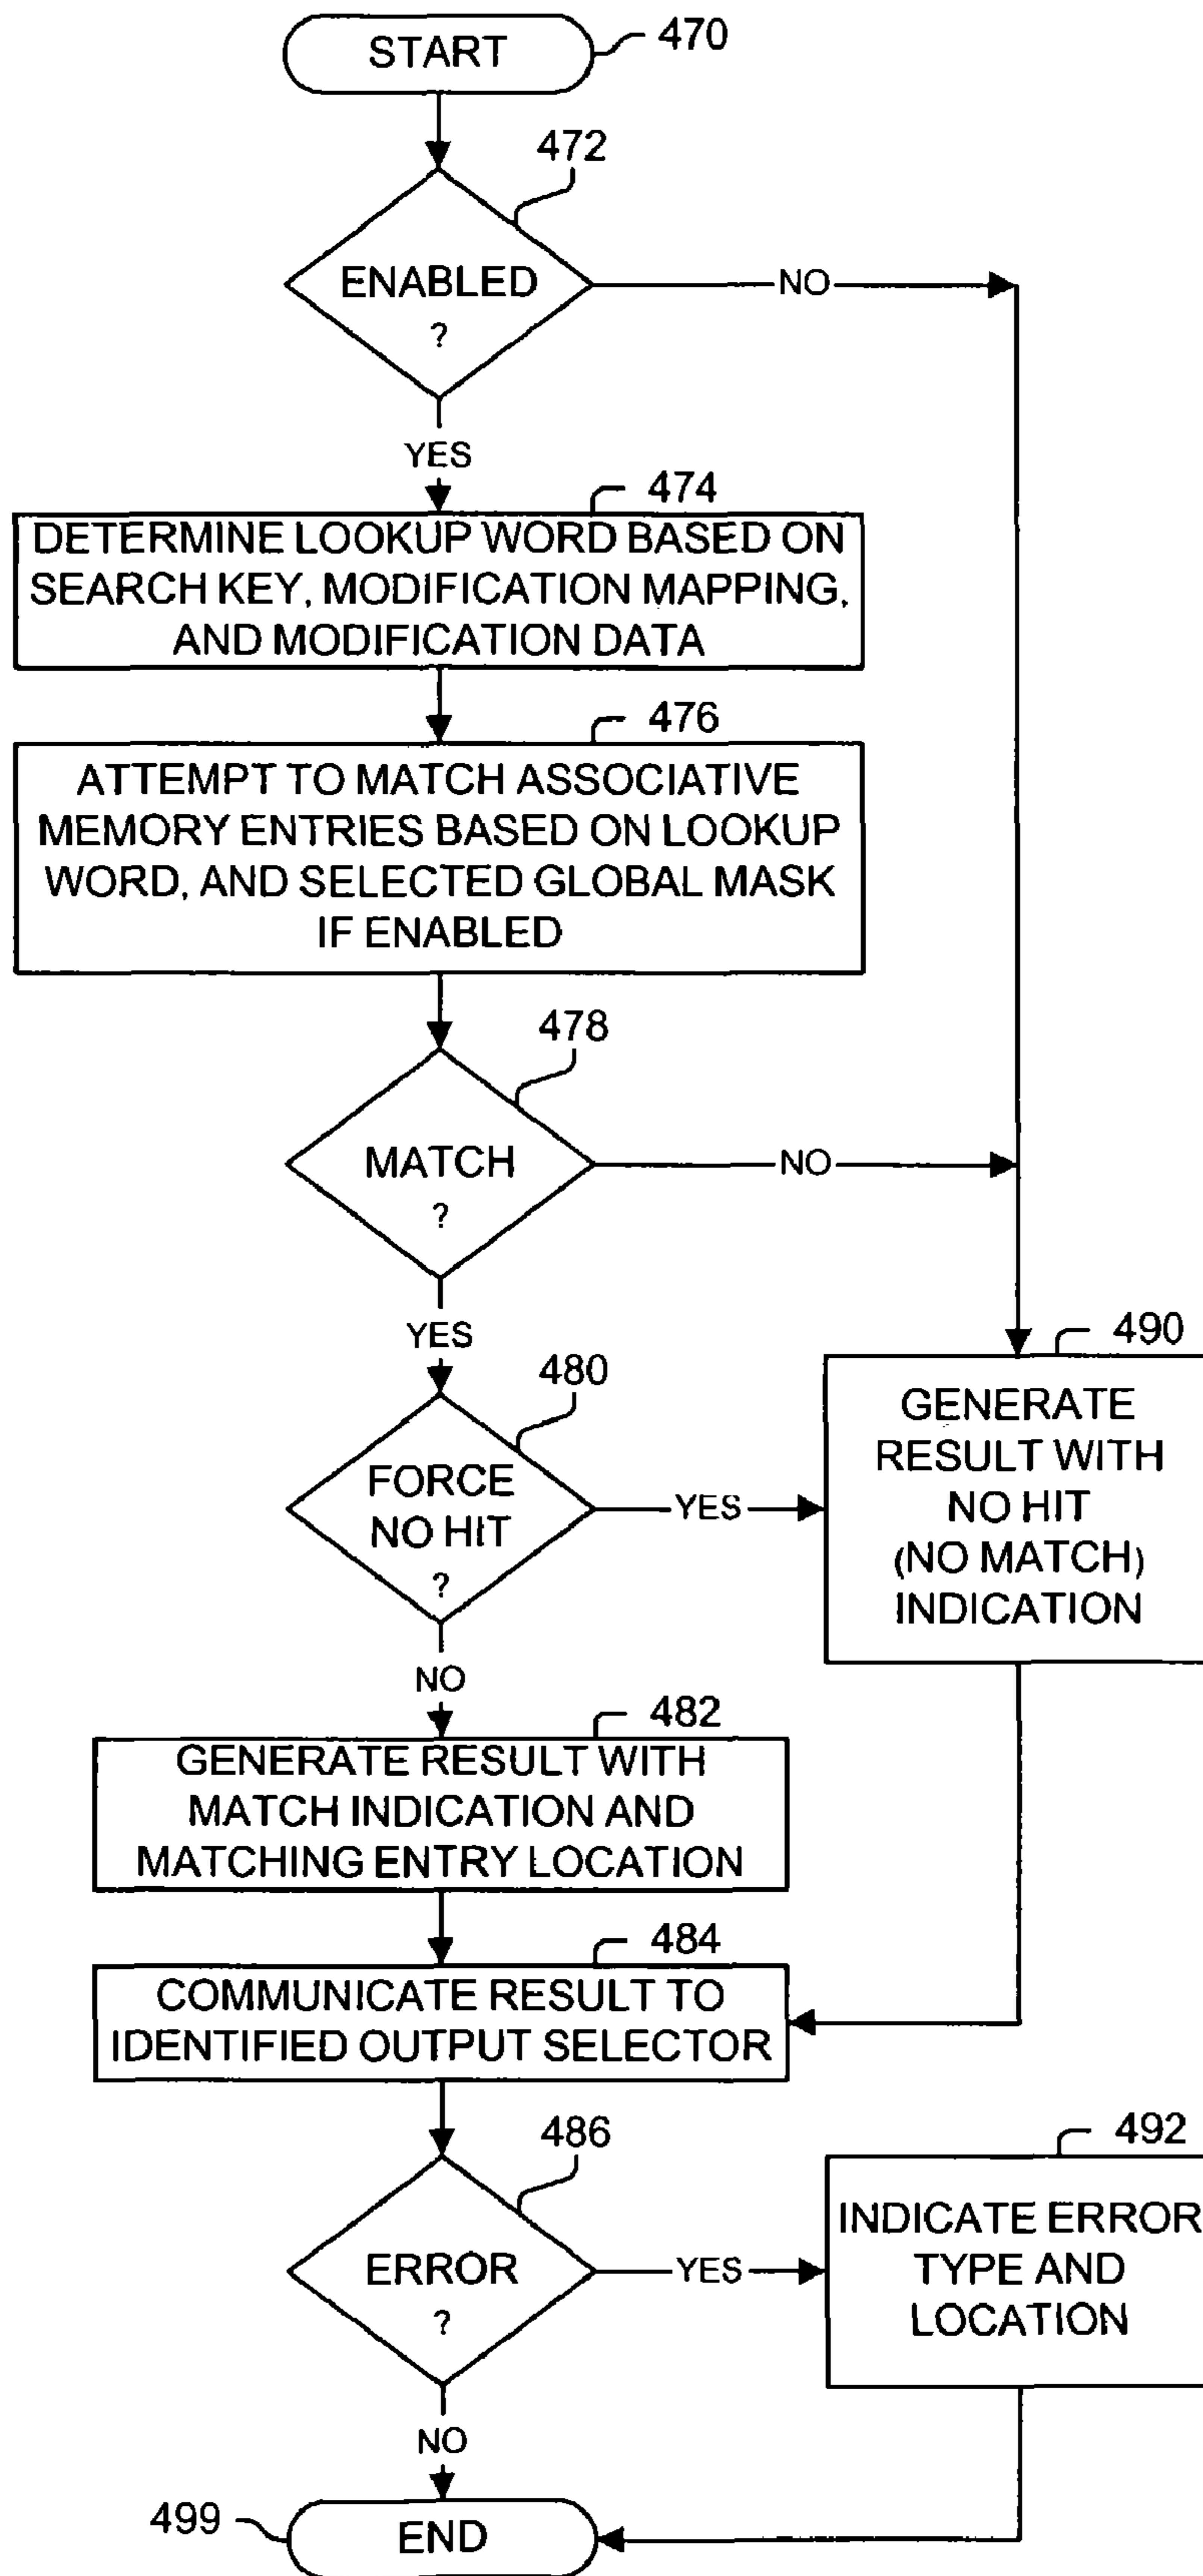 START
470
472
ENABLED
?
NO
YES
474
DETERMINE LOOKUP WORD BASED ON
SEARCH KEY, MODIFICATION MAPPING,
AND MODIFICATION DATA
476
ATTEMPT TO MATCH ASSOCIATIVE
MEMORY ENTRIES BASED ON LOOKUP
WORD, AND SELECTED GLOBAL MASK
IF ENABLED
478
MATCH
?
NO
YES
480
FORCE
NO HIT
?
YES
490
GENERATE
RESULT WITH
NO HIT
(NO MATCH)
INDICATION
NO
482
GENERATE RESULT WITH
MATCH INDICATION AND
MATCHING ENTRY LOCATION
484
COMMUNICATE RESULT TO
IDENTIFIED OUTPUT SELECTOR
486
ERROR
?
YES
492
INDICATE ERROR
TYPE AND
LOCATION
NO
499
END